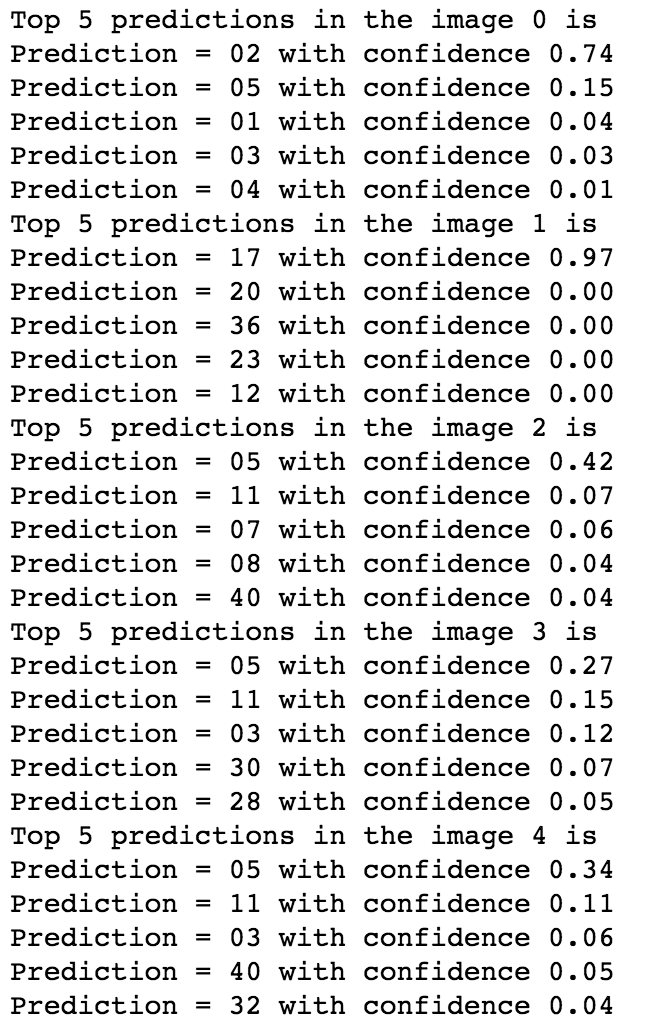 Top 5 predictions in the image 0 is
Prediction = 02 with confidence 0.74
Prediction = 05 with confidence 0.15
Prediction = 01 with confidence 0.04
Prediction = 03 with confidence 0.03
Prediction = 04 with confidence 0.01
Top 5 predictions in the image 1 is
Prediction = 17 with confidence 0.97
Prediction = 20 with confidence 0.00
Prediction = 36 with confidence 0.00
Prediction = 23 with confidence 0.00
Prediction = 12 with confidence 0.00
Top 5 predictions in the image 2 is
Prediction = 05 with confidence 0.42
Prediction = 11 with confidence 0.07
Prediction = 07 with confidence 0.06
Prediction = 08 with confidence 0.04
Prediction = 40 with confidence 0.04
Top 5 predictions in the image 3 is
Prediction = 05 with confidence 0.27
Prediction = 11 with confidence 0.15
Prediction = 03 with confidence 0.12
Prediction = 30 with confidence 0.07
Prediction = 28 with confidence 0.05
Top 5 predictions in the image 4 is
Prediction = 05 with confidence 0.34
Prediction = 11 with confidence 0.11
Prediction = 03 with confidence 0.06
Prediction = 40 with confidence 0.05
Prediction = 32 with confidence 0.04